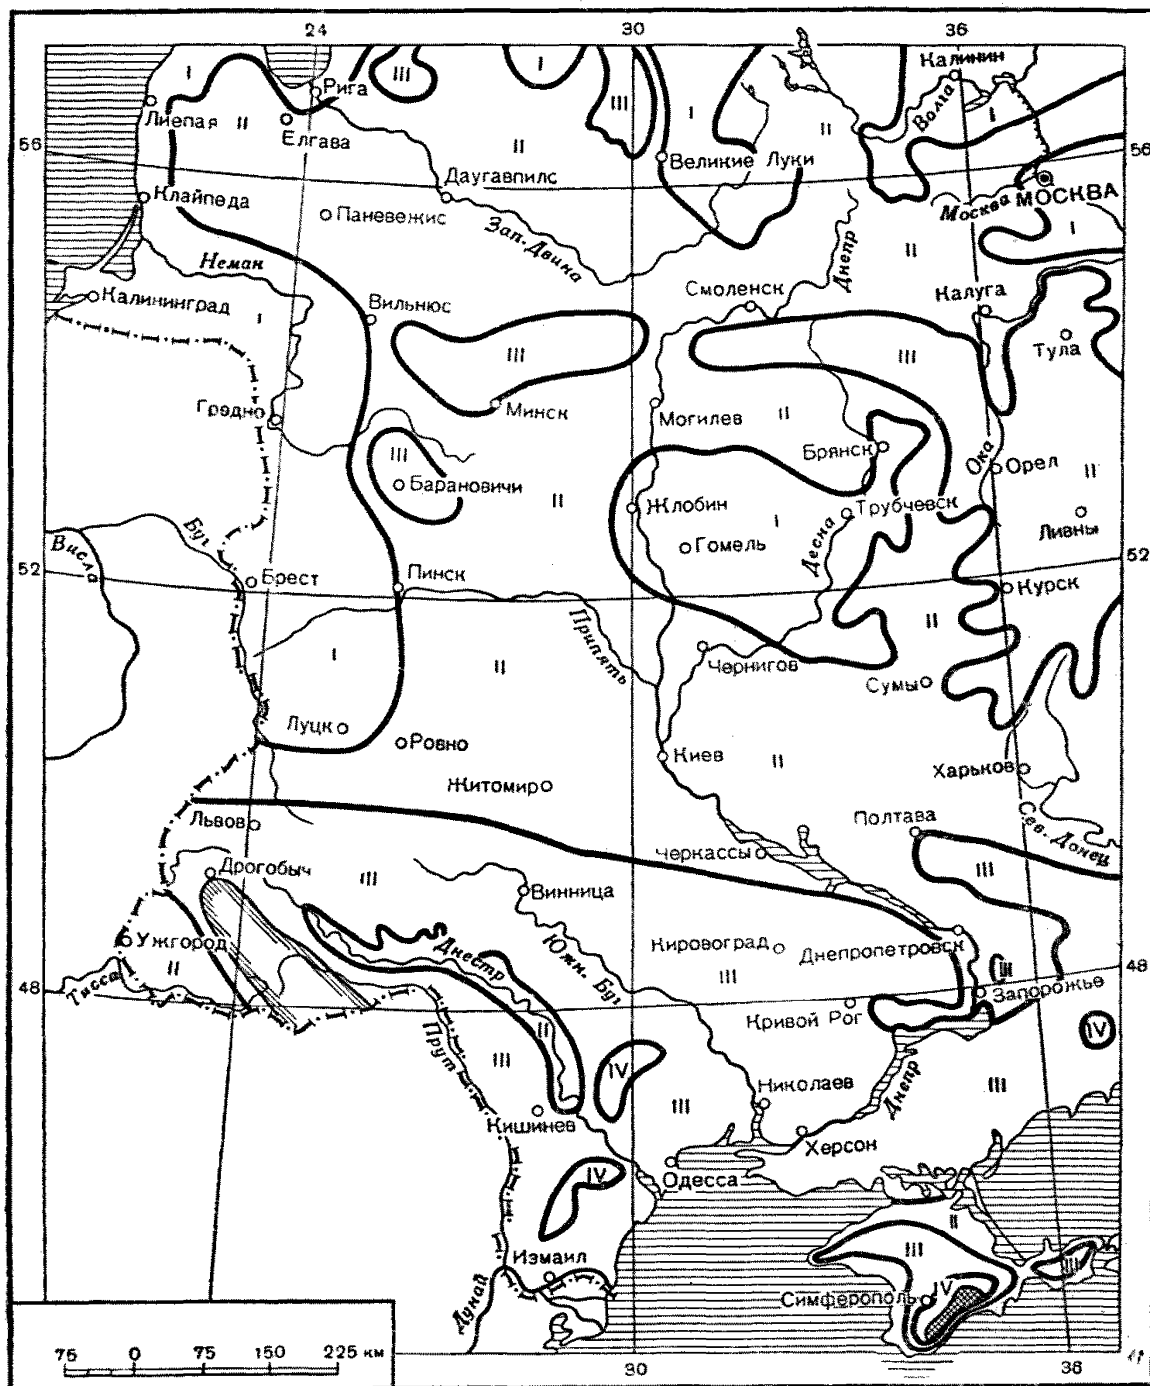 24 30 36
Калинин
I III I
Рига III I Волга I
Лиепая II II
Елгава
56 II Великие Луки 56
Даугавпилс
Клайпеда Москва МОСКВА
Паневежис I
Зап. Двина Днепр II
Неман
Смоленск Калуга
Калининград Вильнюс
I
III III Тула
Гродно Минск Могилев II
Брянск
III Ока Орел II
Барановичи II
Жлобин Трубчевск
Буг I Ливны
Висла Гомель Десна
52 52
Брест Пинск Курск
Припять II
I II Чернигов
Сумы
Луцк
Ровно Киев II
Житомир Харьков
Львов Полтава Сев. Донец
Черкассы
Дрогобыч III III
Винница
Ужгород Днестр Южн. Буг Кировоград Днепропетровск
II III III
48 Тисса Запорожье 48
Кривой Рог
II IV
Прут III
IV Николаев Днепр III
III
Кишинев
Херсон
IV Одесса
II
Измаил III III
Дунай Симферополь IV
75 0 75 150 225 км
30 36